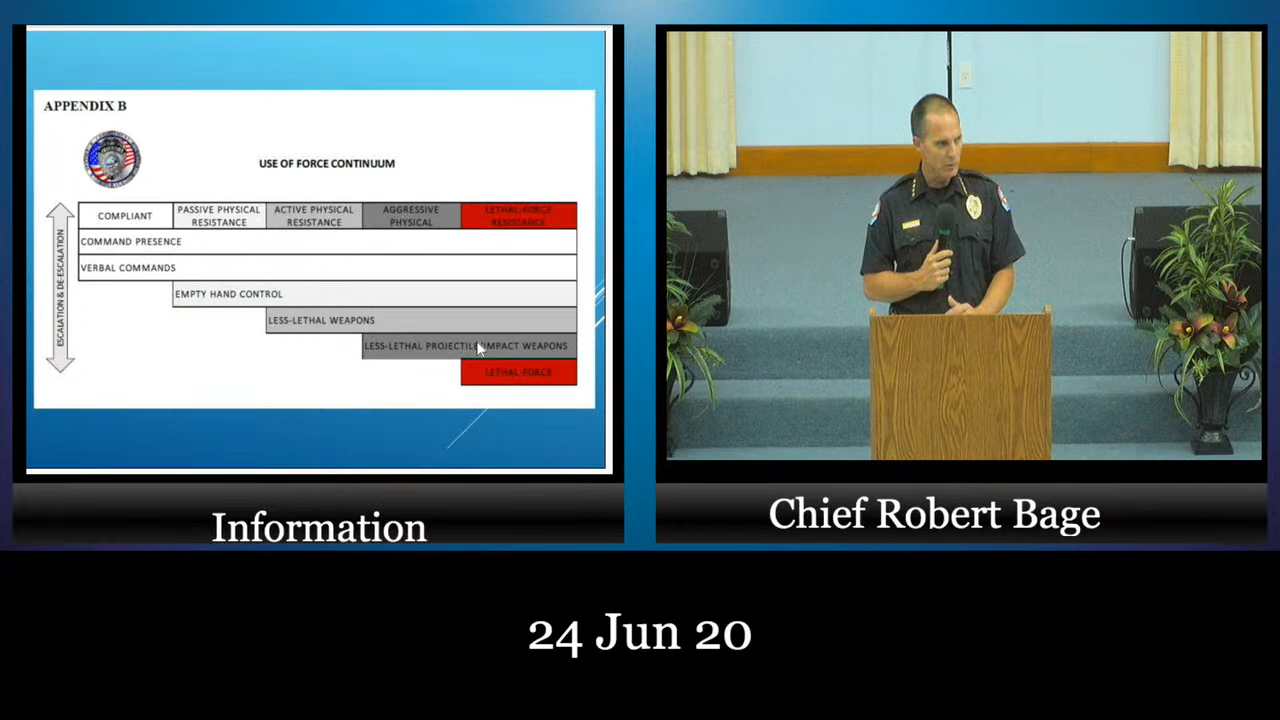 APPENDIX B
USE OF FORCE CONTINUUM
COMPLIANT
PASSIVE PHYSICAL
RESISTANCE
ACTIVE PHYSICAL
RESISTANCE
AGGRESSIVE
PHYSICAL
LETHAL-FORCE
RESISTANCE
ESCALATION & DE-ESCALATION
COMMAND PRESENCE
VERBAL COMMANDS
EMPTY HAND CONTROL
LESS-LETHAL WEAPONS
LESS-LETHAL PROJECTILE IMPACT WEAPONS
LETHAL-FORCE
Information
Chief Robert Bage
24 Jun 20